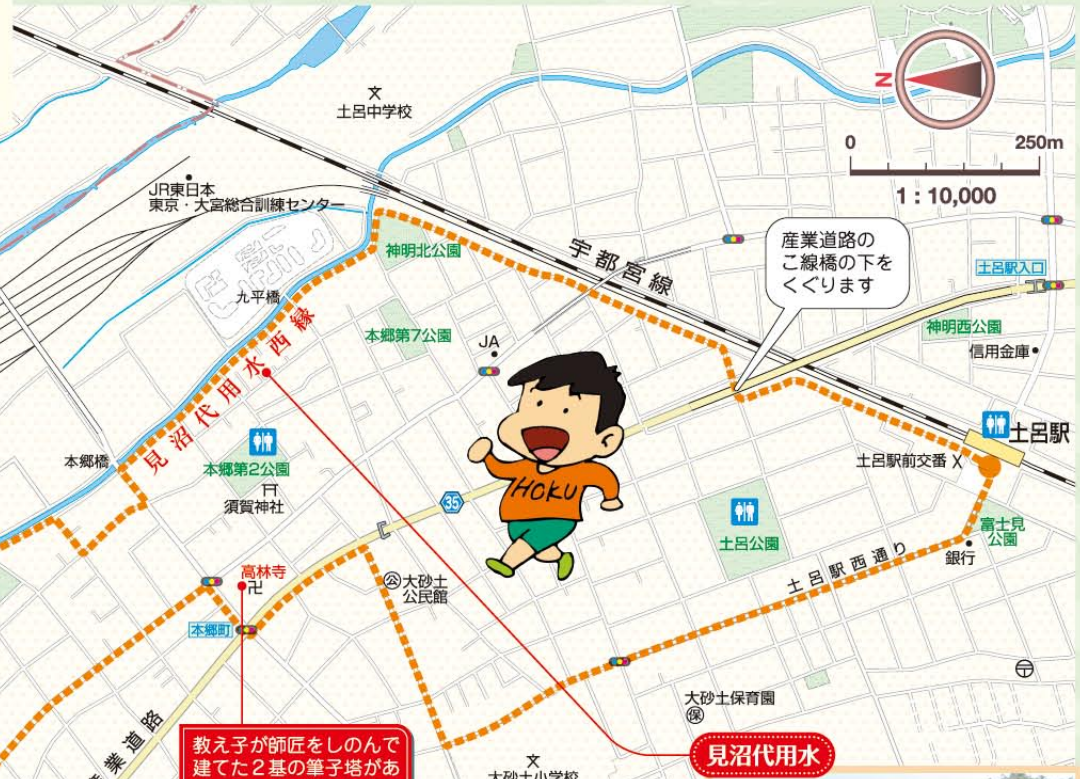 土呂中学校
N
0 250m
1：10,000
JR東日本
東京・大宮総合訓練センター
神明北公園
宇都宮線
産業道路の
こ線橋の下を
くぐります
土呂駅入口
九平橋
見沼代用水西縁
本郷第7公園
JA
神明西公園
信用金庫
土呂駅
本郷橋
本郷第2公園
須賀神社
土呂駅前交番
HOKU
35
土呂公園
富士見
公園
銀行
土呂駅西通り
高林寺
公
大砂土
公民館
本郷町
大砂土保育園
保
業道路
教え子が師匠をしのんで
建てた2基の筆子塔があ
見沼代用水
大砂土小学校